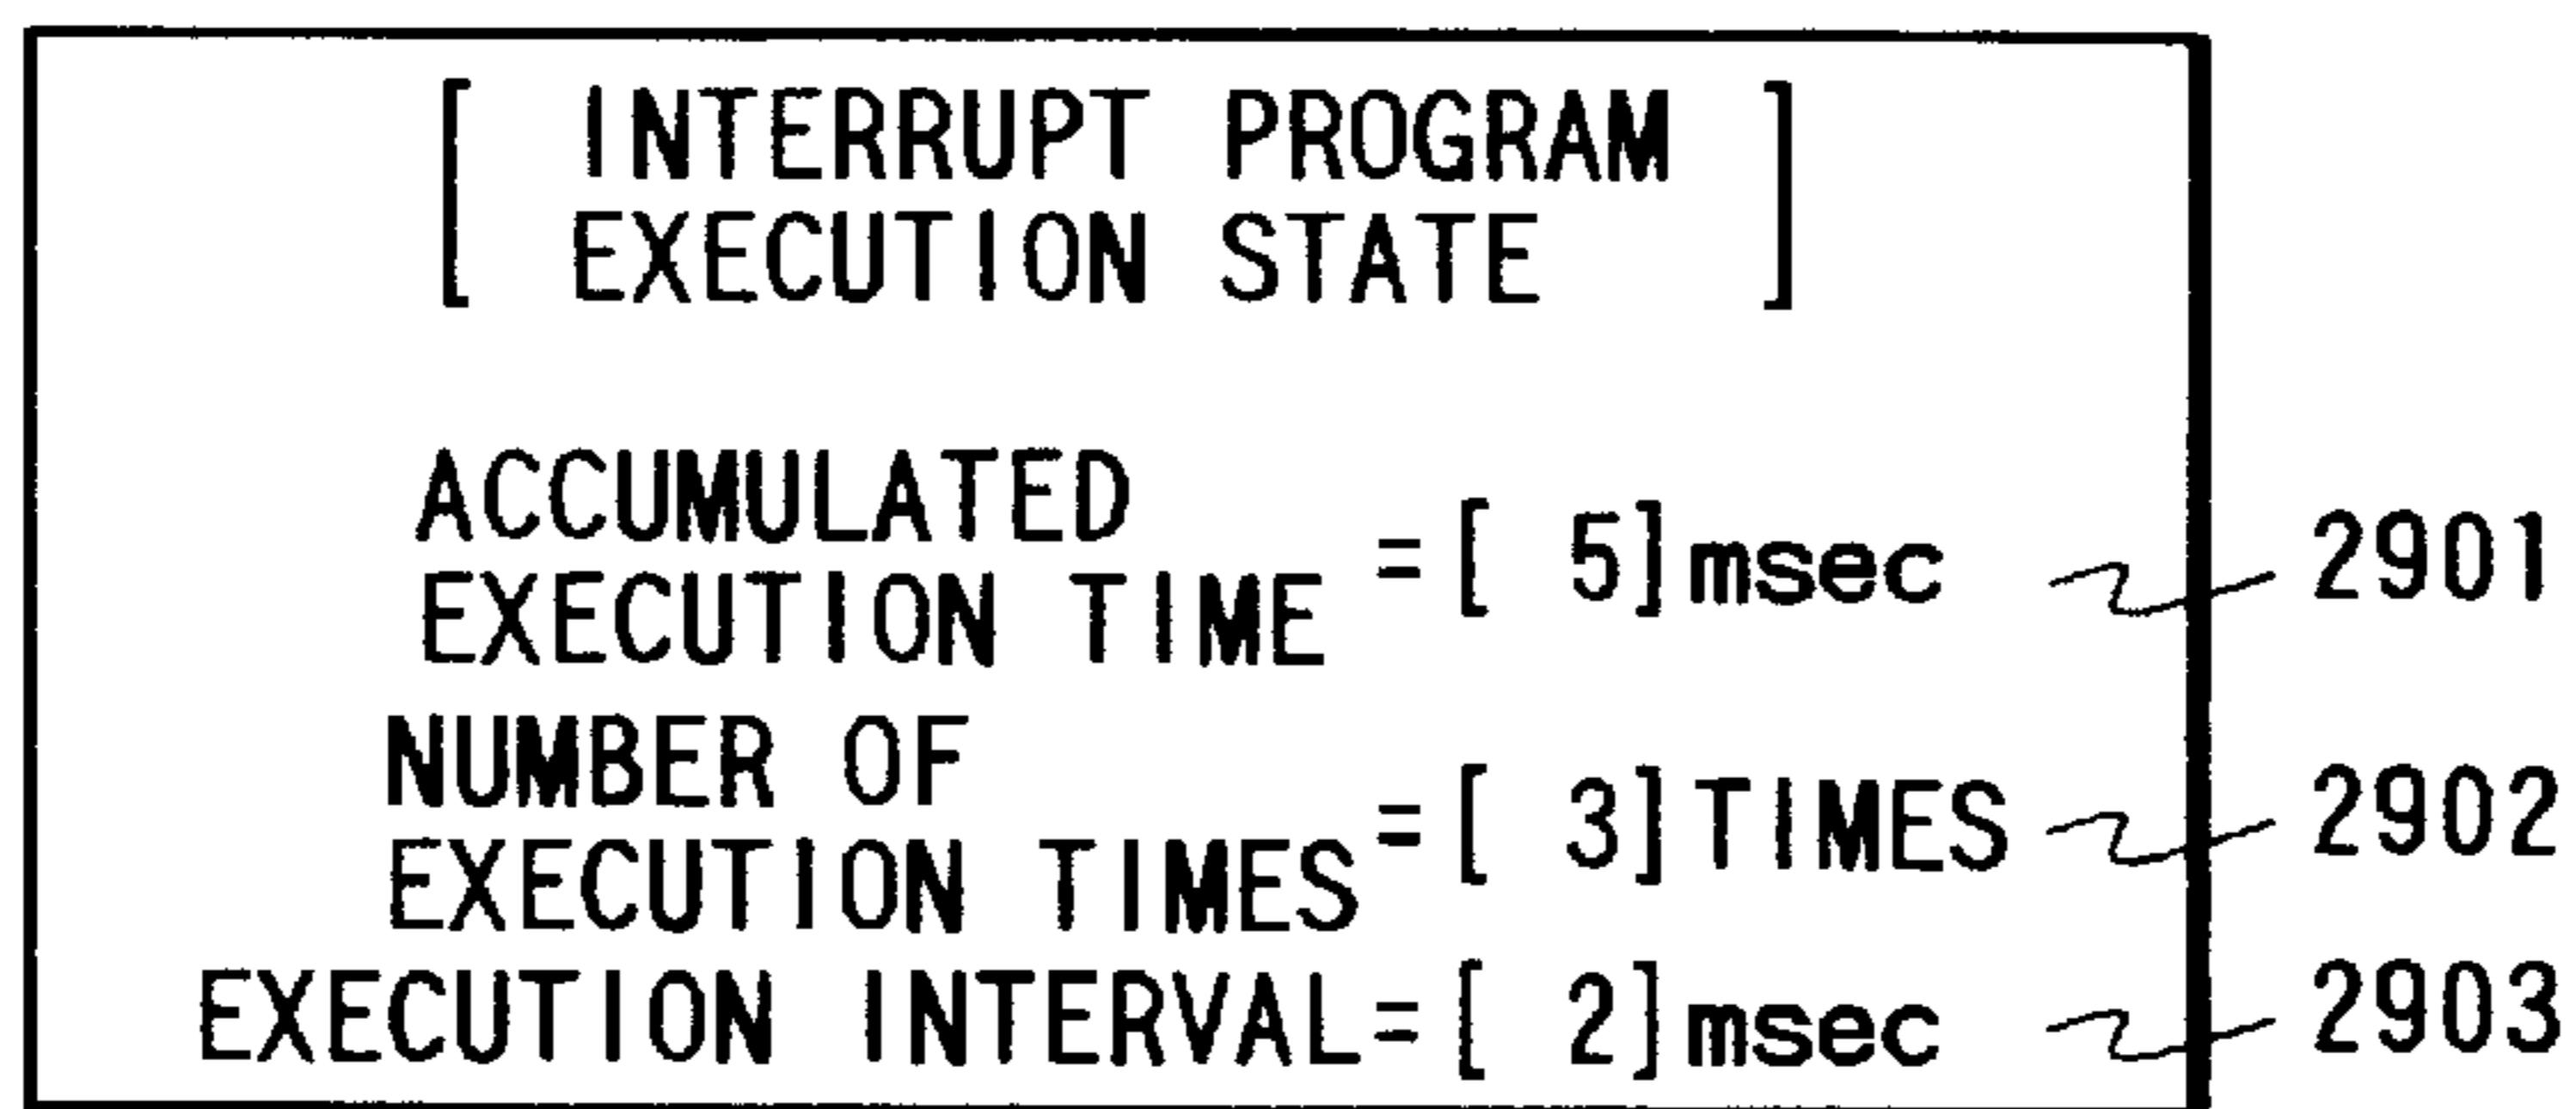 [ INTERRUPT PROGRAM
EXECUTION STATE ]
ACCUMULATED
EXECUTION TIME =[ 5]msec 2901
NUMBER OF
EXECUTION TIMES =[ 3]TIMES 2902
EXECUTION INTERVAL=[ 2]msec 2903